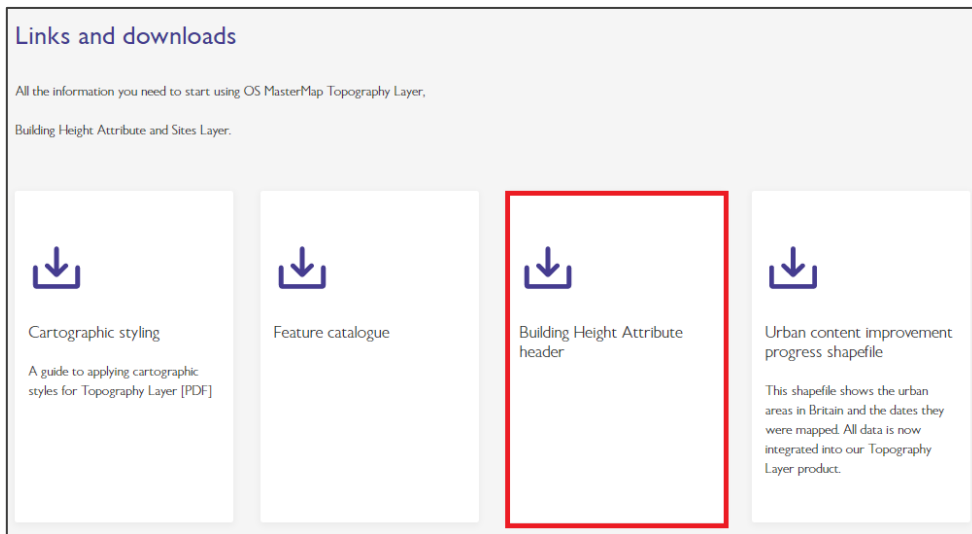 Links and downloads
All the information you need to start using OS MasterMap Topography Layer,
Building Height Attribute and Sites Layer.
Cartographic styling
A guide to applying cartographic
styles for Topography Layer [PDF]
Feature catalogue
Building Height Attribute
header
Urban content improvement
progress shapefile
This shapefile shows the urban
areas in Britain and the dates they
were mapped. All data is now
integrated into our Topography
Layer product.